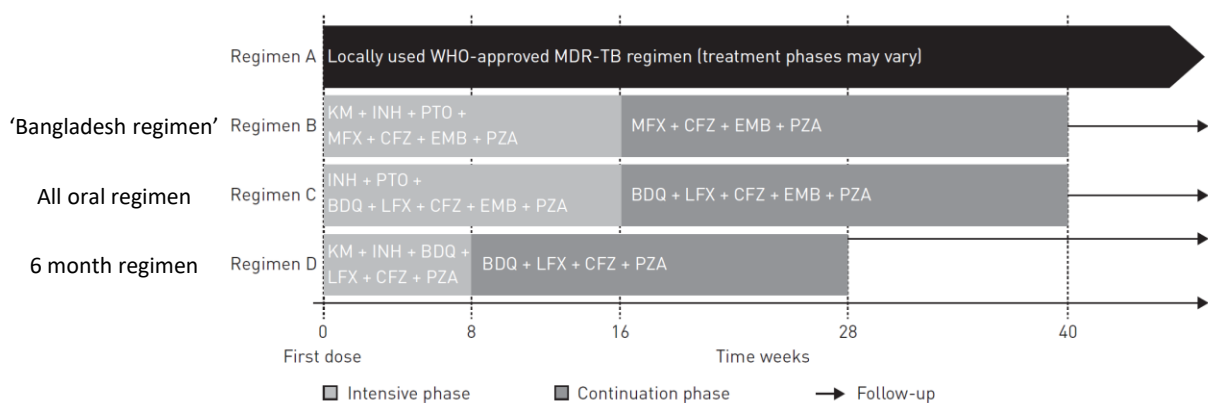 Regimen A Locally used WHO-approved MDR-TB regimen (treatment phases may vary)
‘Bangladesh regimen’ Regimen B
KM + INH + PTO +
MFX + CFZ + EMB + PZA
MFX + CFZ + EMB + PZA
All oral regimen Regimen C
INH + PTO +
BDQ + LFX + CFZ + EMB + PZA
BDQ + LFX + CFZ + EMB + PZA
6 month regimen Regimen D
KM + INH + BDQ +
LFX + CFZ + PZA
BDQ + LFX + CFZ + PZA
0 8 16 28 40
First dose Time weeks
Intensive phase Continuation phase Follow-up